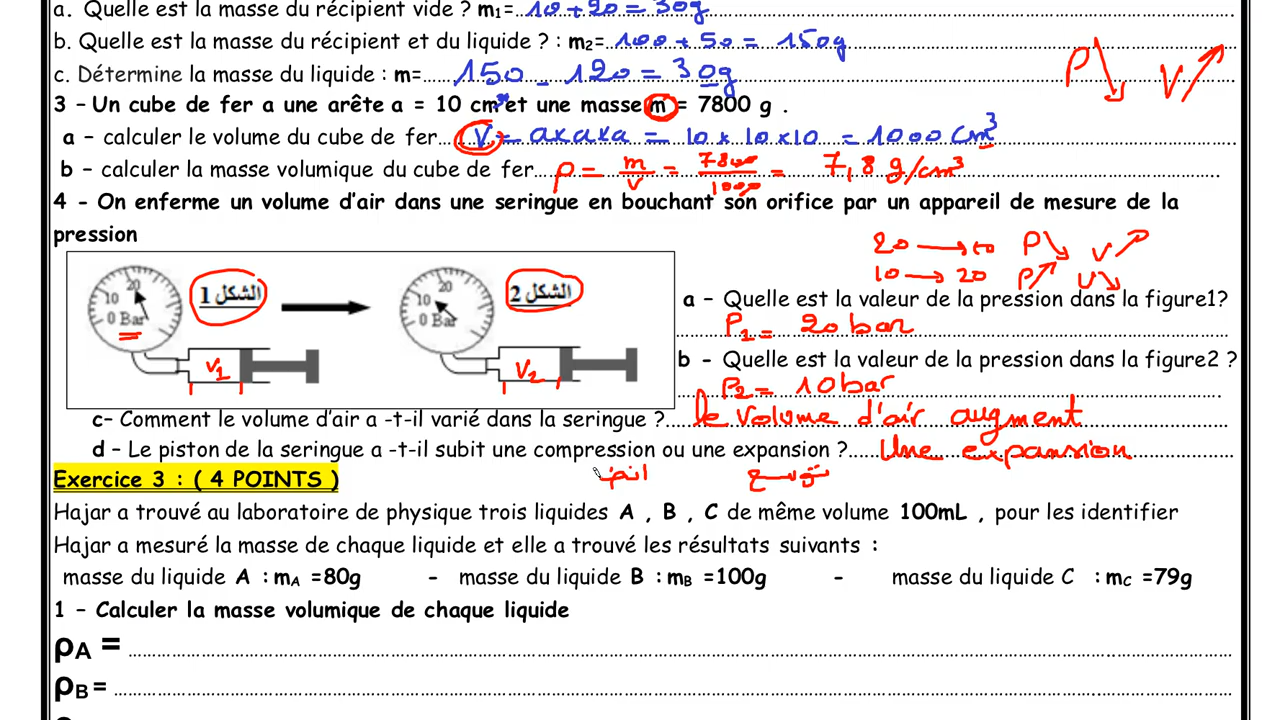 a. Quelle est la masse du récipient vide ? m1=...10+20 = 30g
b. Quelle est la masse du récipient et du liquide ? : m2=...100 + 50 = 150g
c. Détermine la masse du liquide : m=...150 - 120 = 30g
P↘ V↗
3 – Un cube de fer a une arête a = 10 cm et une masse m = 7800 g .
a – calculer le volume du cube de fer...V = axaxa = 10 x 10 x 10 = 1000 cm³
b – calculer la masse volumique du cube de fer...ρ = m/v = 7800/1000 = 7,8 g/cm³
4 - On enferme un volume d'air dans une seringue en bouchant son orifice par un appareil de mesure de la
pression
20 → 10 P↘ V↗
10 → 20 P↗ V↘
20
10
0 Bar
الشكل 1
V1
20
10
0 Bar
الشكل 2
V2
a – Quelle est la valeur de la pression dans la figure1?
P1 = 20 bar
b - Quelle est la valeur de la pression dans la figure2 ?
P2 = 10 bar
c- Comment le volume d'air a -t-il varié dans la seringue ?...le volume d'air augment
d – Le piston de la seringue a -t-il subit une compression ou une expansion ?...Une expansion
Exercice 3 : ( 4 POINTS )
Hajar a trouvé au laboratoire de physique trois liquides A , B , C de même volume 100mL , pour les identifier
Hajar a mesuré la masse de chaque liquide et elle a trouvé les résultats suivants :
masse du liquide A : mA =80g - masse du liquide B : mB =100g - masse du liquide C : mC =79g
1 – Calculer la masse volumique de chaque liquide
ρA = ...
ρB = ...